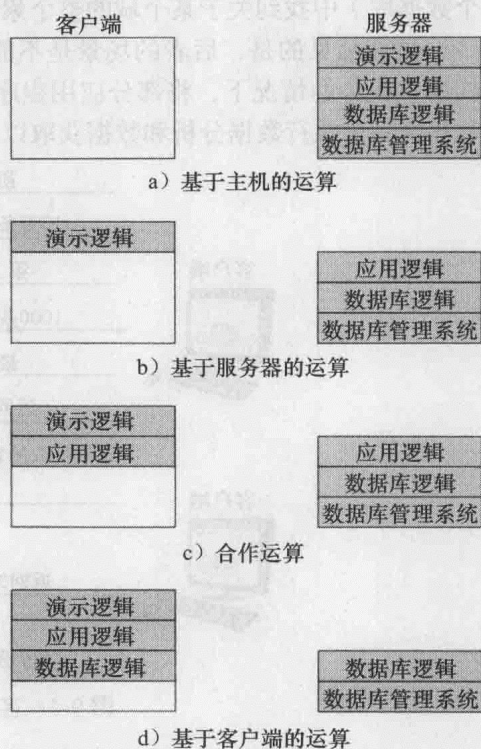 客户端 服务器
演示逻辑
应用逻辑
数据库逻辑
数据库管理系统
a）基于主机的运算
演示逻辑
应用逻辑
数据库逻辑
数据库管理系统
b）基于服务器的运算
演示逻辑
应用逻辑
应用逻辑
数据库逻辑
数据库管理系统
c）合作运算
演示逻辑
应用逻辑
数据库逻辑
数据库逻辑
数据库管理系统
d）基于客户端的运算